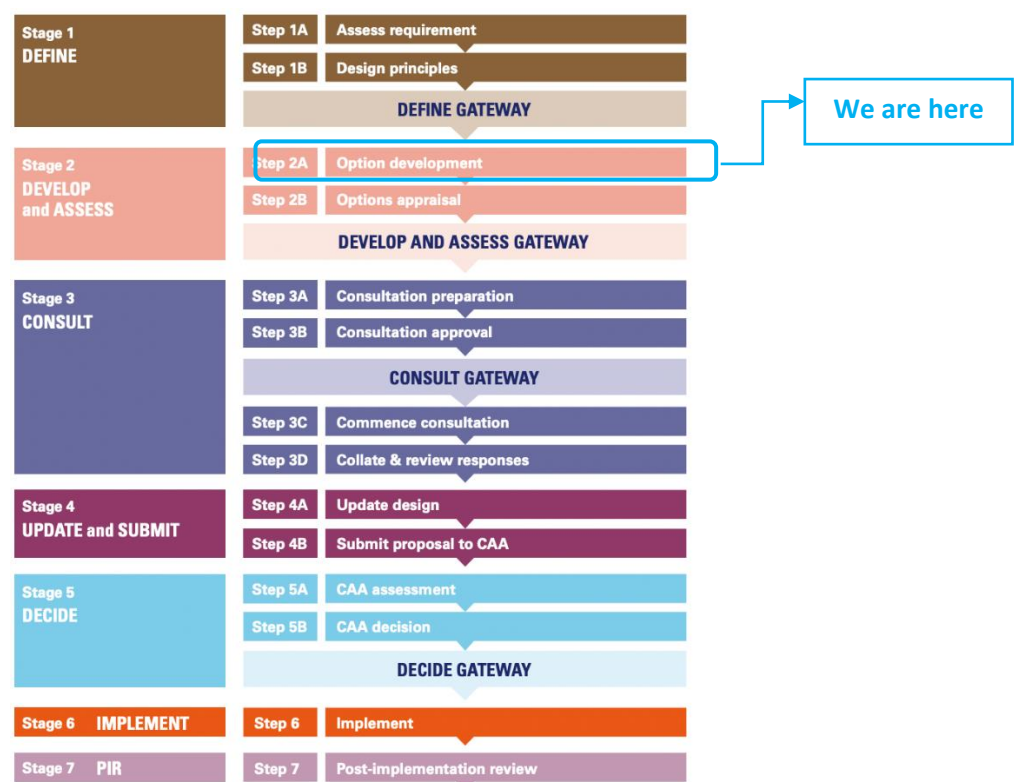 Stage 1
DEFINE
Step 1A Assess requirement
Step 1B Design principles
DEFINE GATEWAY
We are here
Stage 2
DEVELOP
and ASSESS
Step 2A Option development
Step 2B Options appraisal
DEVELOP AND ASSESS GATEWAY
Stage 3
CONSULT
Step 3A Consultation preparation
Step 3B Consultation approval
CONSULT GATEWAY
Step 3C Commence consultation
Step 3D Collate & review responses
Stage 4
UPDATE and SUBMIT
Step 4A Update design
Step 4B Submit proposal to CAA
Stage 5
DECIDE
Step 5A CAA assessment
Step 5B CAA decision
DECIDE GATEWAY
Stage 6 IMPLEMENT
Step 6 Implement
Stage 7 PIR
Step 7 Post-implementation review